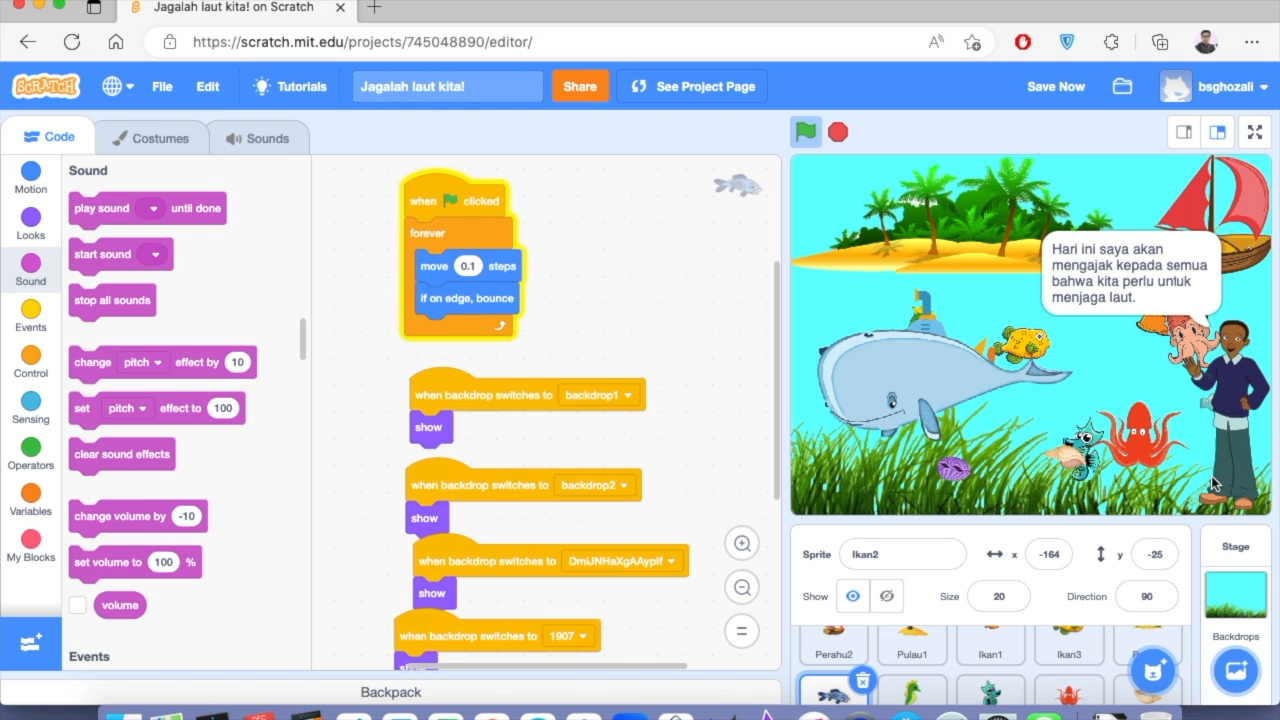 Jagalah laut kita! on Scratch
https://scratch.mit.edu/projects/745048890/editor/
SCRATCH
File
Edit
Tutorials
Jagalah laut kita!
Share
See Project Page
Save Now
bsghozali
Code
Costumes
Sounds
Motion
Looks
Sound
Events
Control
Sensing
Operators
Variables
My Blocks
Sound
play sound until done
start sound
stop all sounds
change pitch effect by 10
set pitch effect to 100
clear sound effects
change volume by -10
set volume to 100 %
volume
Events
when clicked
forever
move 0.1 steps
if on edge, bounce
when backdrop switches to backdrop1
show
when backdrop switches to backdrop2
show
when backdrop switches to
show
when backdrop switches to 1907
Backpack
Hari ini saya akan
mengajak kepada semua
bahwa kita perlu untuk
menjaga laut.
Sprite Ikan2 x -164 y -25
Show Size 20 Direction 90
Perahu2
Pulau1
Ikan1
Ikan3
Stage
Backdrops